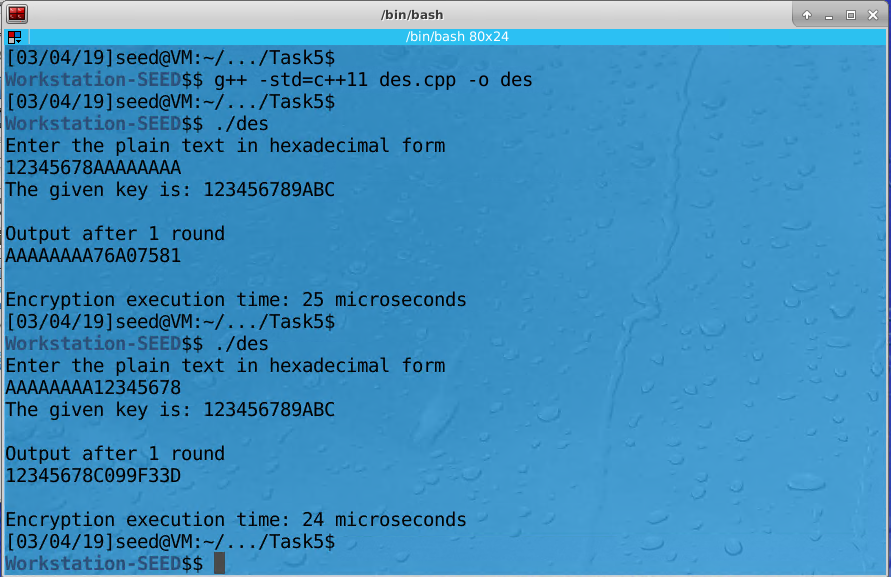 /bin/bash
/bin/bash 80x24
[03/04/19]seed@VM:~/.../Task5$
Workstation-SEED$$ g++ -std=c++11 des.cpp -o des
[03/04/19]seed@VM:~/.../Task5$
Workstation-SEED$$ ./des
Enter the plain text in hexadecimal form
12345678AAAAAAAA
The given key is: 123456789ABC
Output after 1 round
AAAAAAAA76A07581
Encryption execution time: 25 microseconds
[03/04/19]seed@VM:~/.../Task5$
Workstation-SEED$$ ./des
Enter the plain text in hexadecimal form
AAAAAAAA12345678
The given key is: 123456789ABC
Output after 1 round
12345678C099F33D
Encryption execution time: 24 microseconds
[03/04/19]seed@VM:~/.../Task5$
Workstation-SEED$$